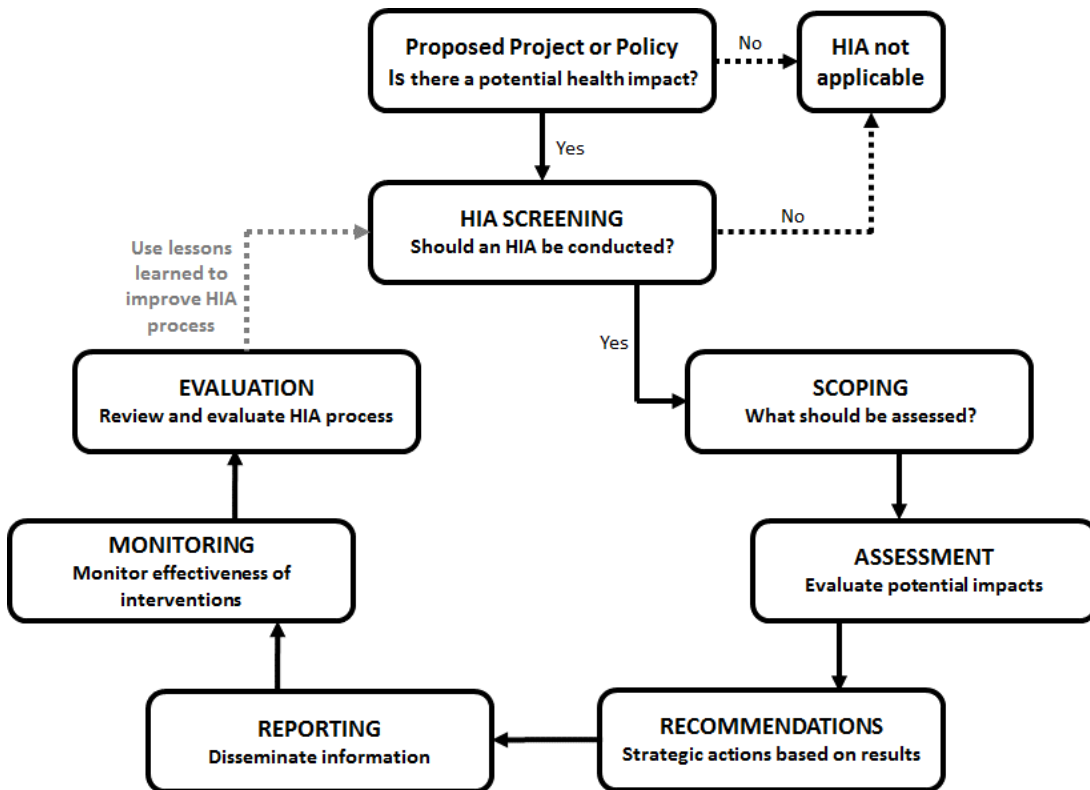 Proposed Project or Policy
Is there a potential health impact?
No
HIA not
applicable
Yes
HIA SCREENING
Should an HIA be conducted?
No
Use lessons
learned to
improve HIA
process
Yes
EVALUATION
Review and evaluate HIA process
SCOPING
What should be assessed?
MONITORING
Monitor effectiveness of
interventions
ASSESSMENT
Evaluate potential impacts
REPORTING
Disseminate information
RECOMMENDATIONS
Strategic actions based on results